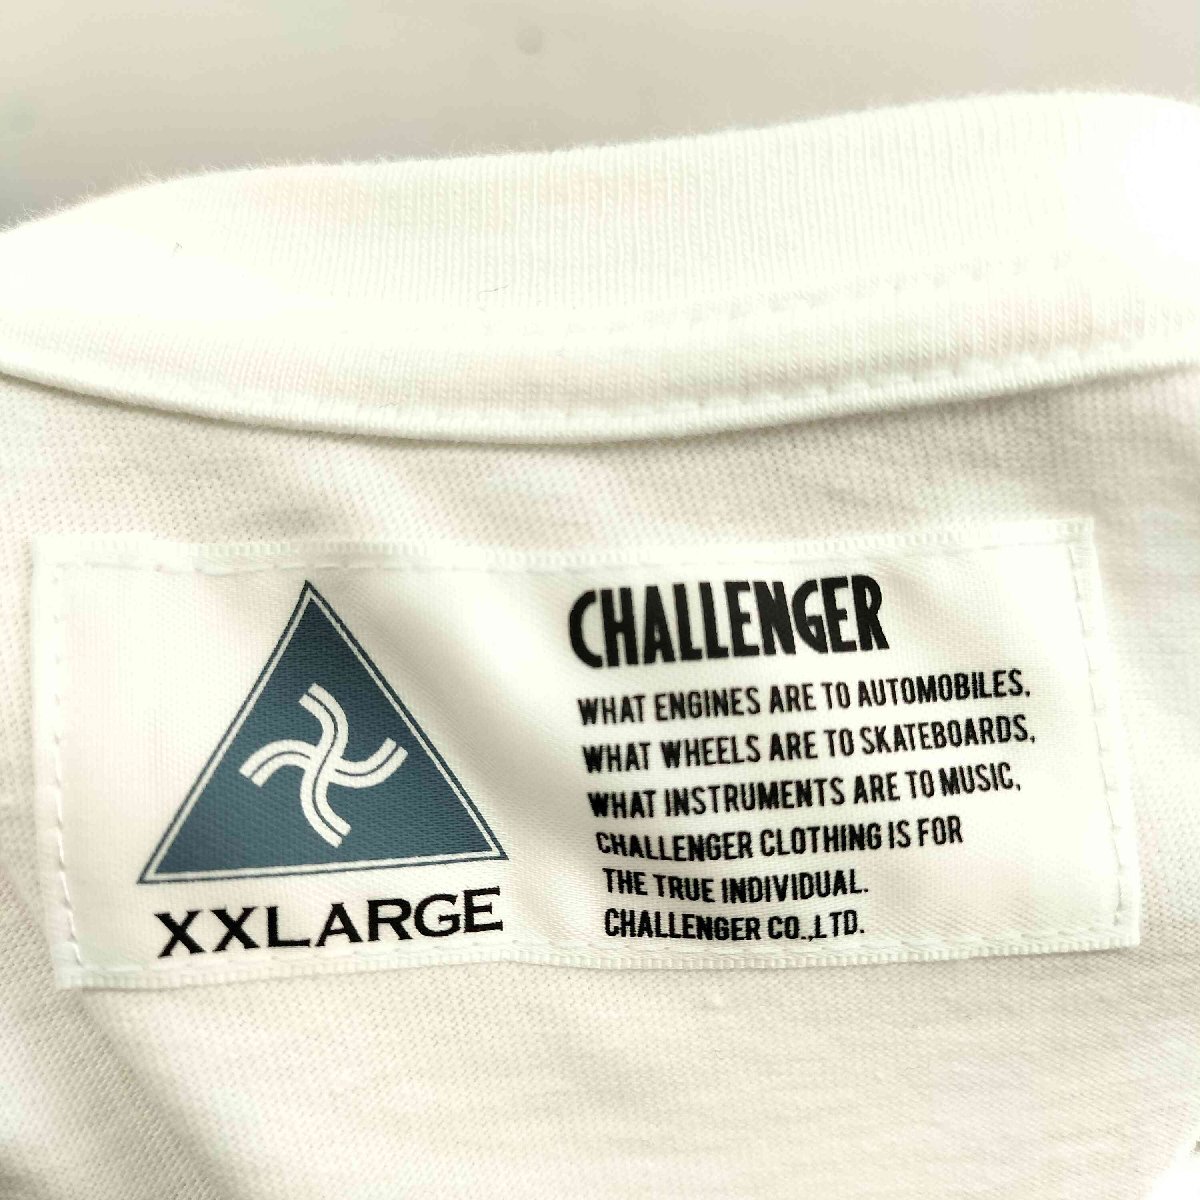 XXLARGE
CHALLENGER
WHAT ENGINES ARE TO AUTOMOBILES,
WHAT WHEELS ARE TO SKATEBOARDS,
WHAT INSTRUMENTS ARE TO MUSIC,
CHALLENGER CLOTHING IS FOR
THE TRUE INDIVIDUAL.
CHALLENGER CO.,LTD.